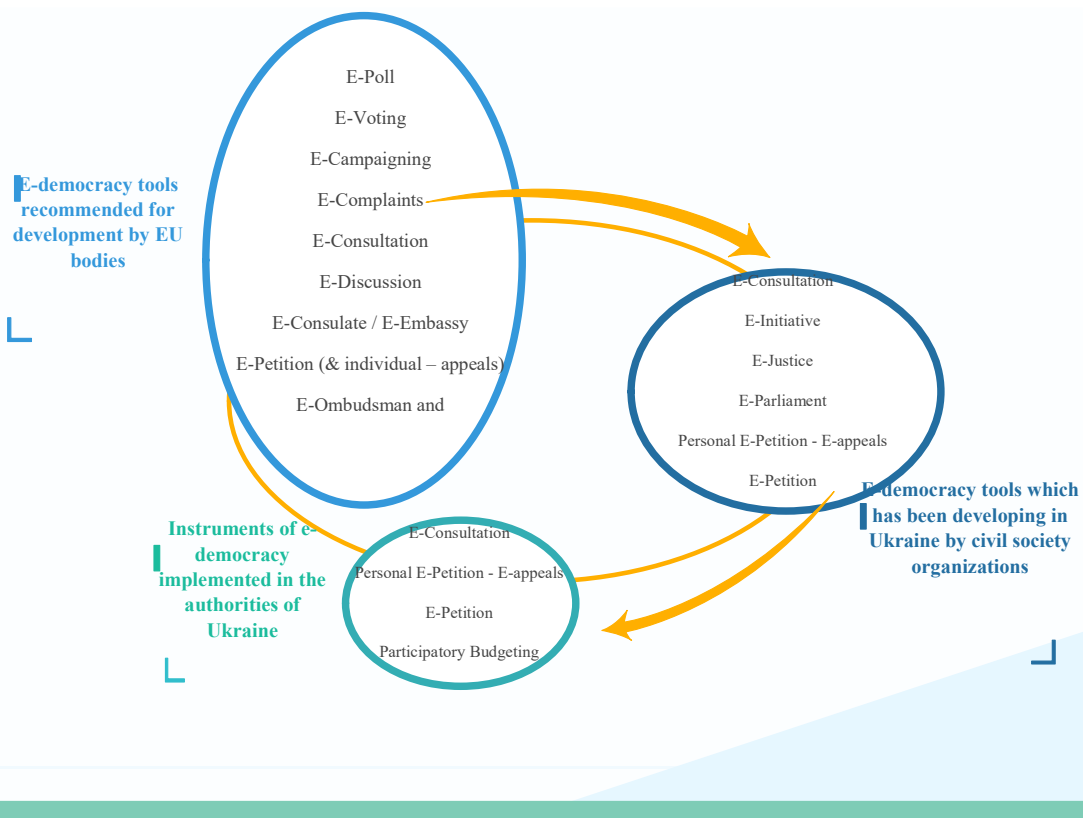 E-democracy tools
recommended for
development by EU
bodies
E-Poll
E-Voting
E-Campaigning
E-Complaints
E-Consultation
E-Discussion
E-Consulate / E-Embassy
E-Petition (& individual – appeals)
E-Ombudsman and
E-Consultation
E-Initiative
E-Justice
E-Parliament
Personal E-Petition - E-appeals
E-Petition
E-democracy tools which
has been developing in
Ukraine by civil society
organizations
Instruments of e-
democracy
implemented in the
authorities of
Ukraine
E-Consultation
Personal E-Petition - E-appeals
E-Petition
Participatory Budgeting